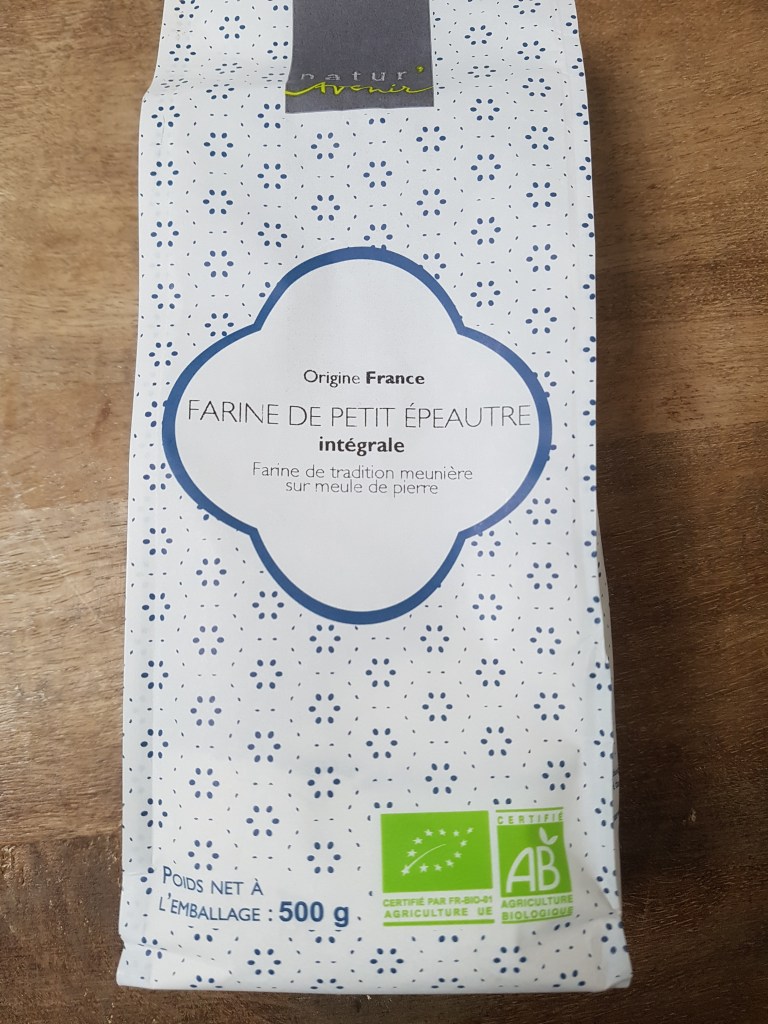 natur'
Avenir
Origine France
FARINE DE PETIT ÉPEAUTRE
intégrale
Farine de tradition meunière
sur meule de pierre
POIDS NET À
L'EMBALLAGE : 500 g
CERTIFIÉ PAR FR-BIO-01
AGRICULTURE UE
CERTIFIÉ
AB
AGRICULTURE
BIOLOGIQUE